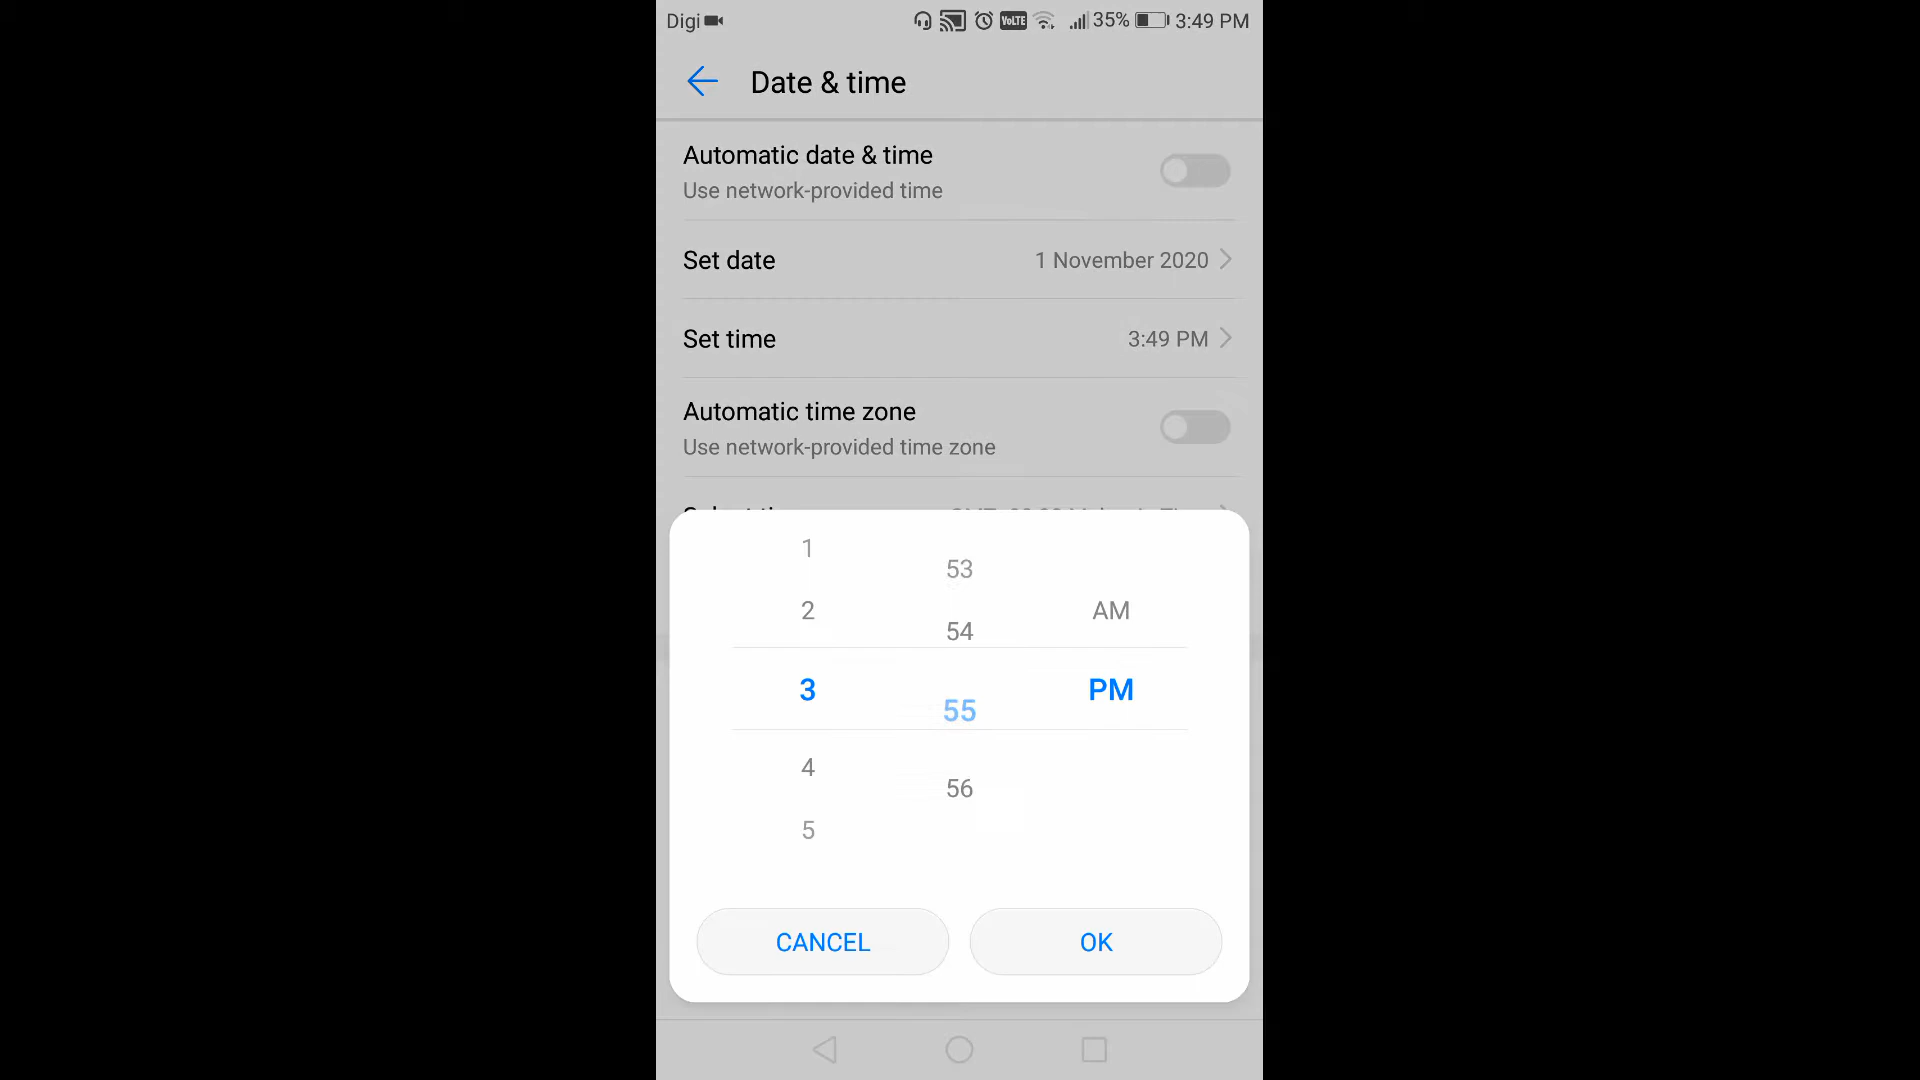 Digi VoLTE 35% 3:49 PM
Date & time
Automatic date & time
Use network-provided time
Set date 1 November 2020
Set time 3:49 PM
Automatic time zone
Use network-provided time zone
1
53
2 AM
54
3 PM
55
4
56
5
CANCEL OK